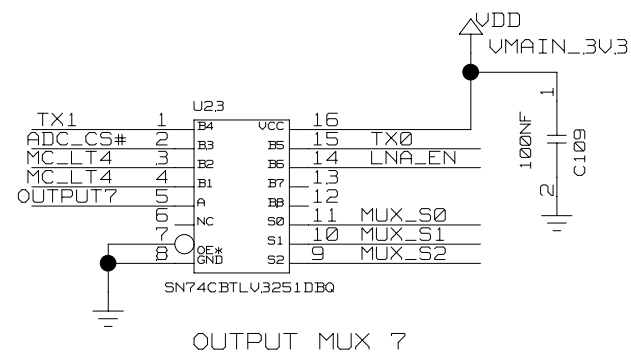 VDD
VMAIN_3V3
U23
TX1 1 B4 VCC 16
ADC_CS# 2 B3 B5 15 TX0
MC_LT4 3 B2 B6 14 LNA_EN
MC_LT4 4 B1 B7 13
OUTPUT7 5 A B8 12
6 NC S0 11 MUX_S0
7 OE* S1 10 MUX_S1
8 GND S2 9 MUX_S2
SN74CBTLV3251DBQ
1
100NF
C109
2
OUTPUT MUX 7